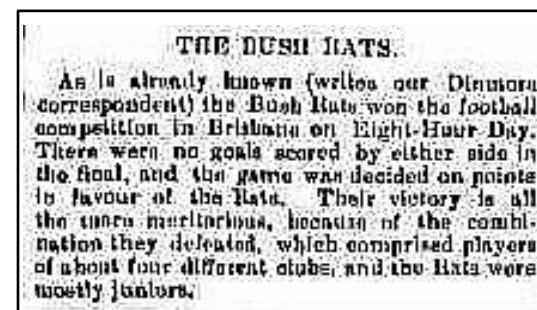 THE BUSH RATS.
As is already known (writes our Dinmore
correspondent) the Bush Rats won the football
competition in Brisbane on Eight-Hour Day.
There were no goals scored by either side in
the final, and the game was decided on points
in favour of the Rats. Their victory is all
the more meritorious, because of the combi-
nation they defeated, which comprised players
of about four different clubs, and the Rats were
mostly juniors.